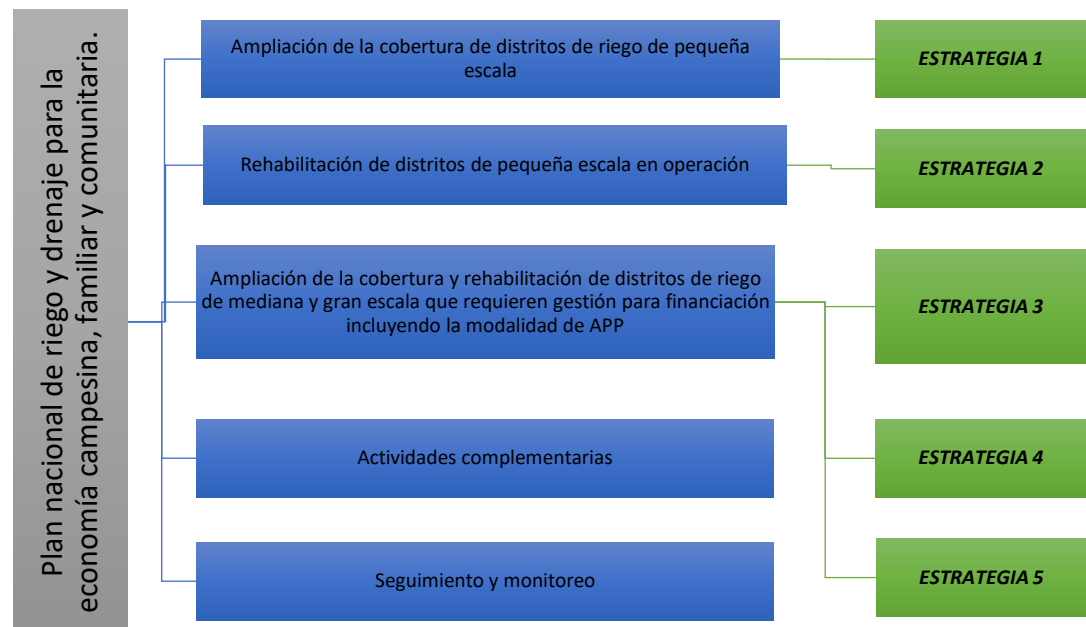 Plan nacional de riego y drenaje para la
economía campesina, familiar y comunitaria.
Ampliación de la cobertura de distritos de riego de pequeña
escala
ESTRATEGIA 1
Rehabilitación de distritos de pequeña escala en operación
ESTRATEGIA 2
Ampliación de la cobertura y rehabilitación de distritos de riego
de mediana y gran escala que requieren gestión para financiación
incluyendo la modalidad de APP
ESTRATEGIA 3
Actividades complementarias
ESTRATEGIA 4
Seguimiento y monitoreo
ESTRATEGIA 5